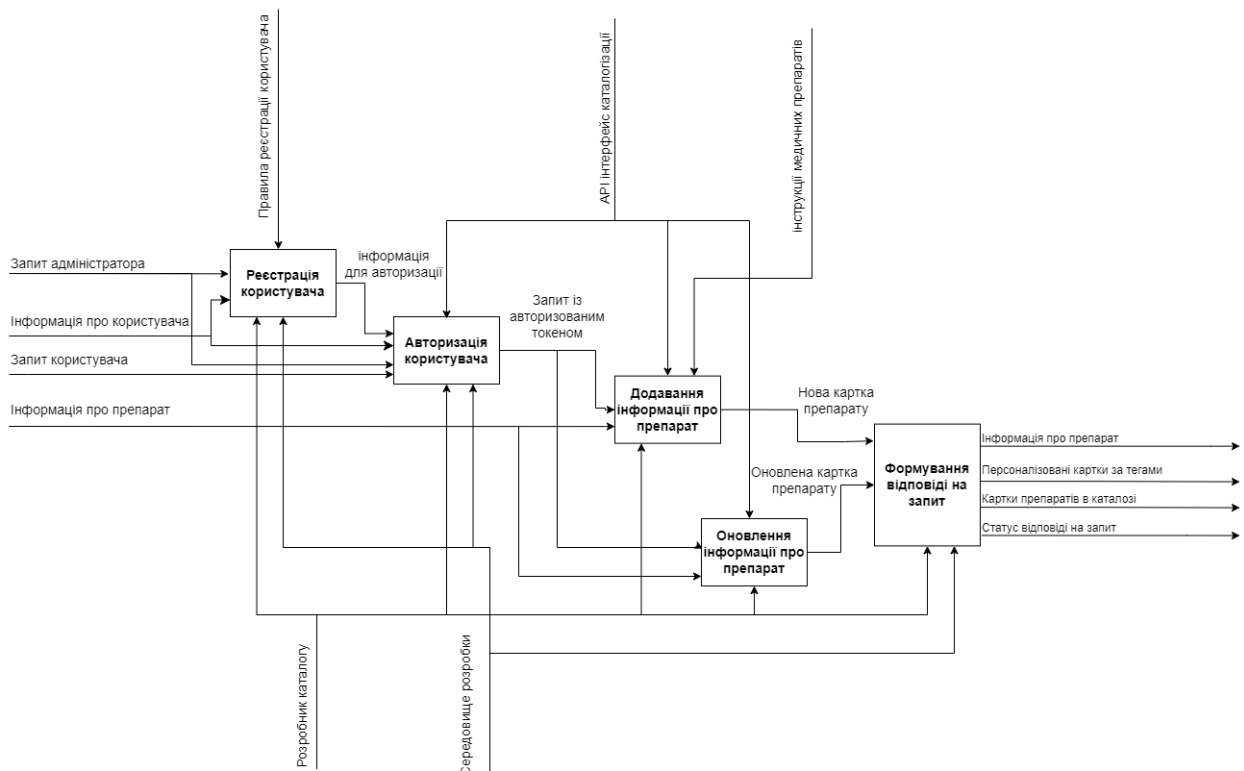 Правила реєстрації користувача
АРІ інтерфейс каталогізації
інструкції медичних препаратів
Запит адміністратора
Реєстрація
користувача
інформація
для авторизації
Інформація про користувача
Запит користувача
Авторизація
користувача
Запит із
авторизованим
токеном
Інформація про препарат
Додавання
інформації про
препарат
Нова картка
препарату
Оновлена картка
препарату
Формування
відповіді на
запит
Інформація про препарат
Персоналізовані картки за тегами
Картки препаратів в каталозі
Статус відповіді на запит
Оновлення
інформації про
препарат
Розробник каталогу
Середовище розробки